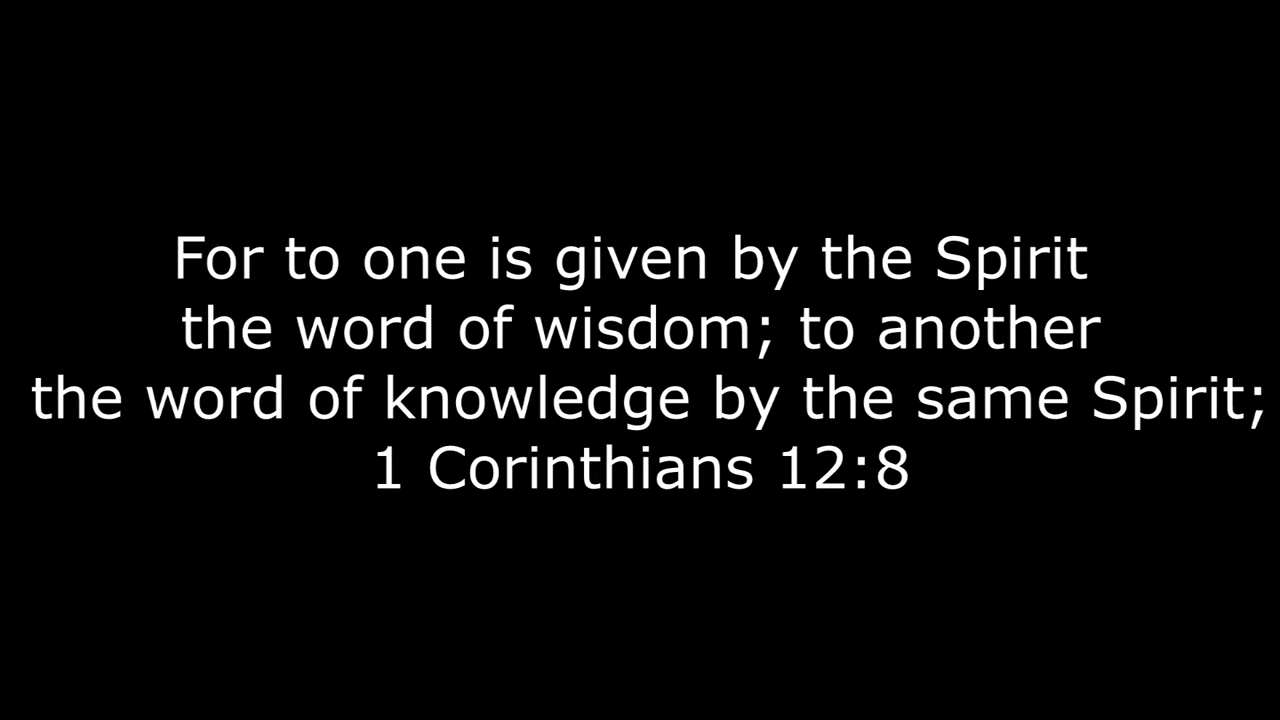 For to one is given by the Spirit
the word of wisdom; to another
the word of knowledge by the same Spirit;
1 Corinthians 12:8